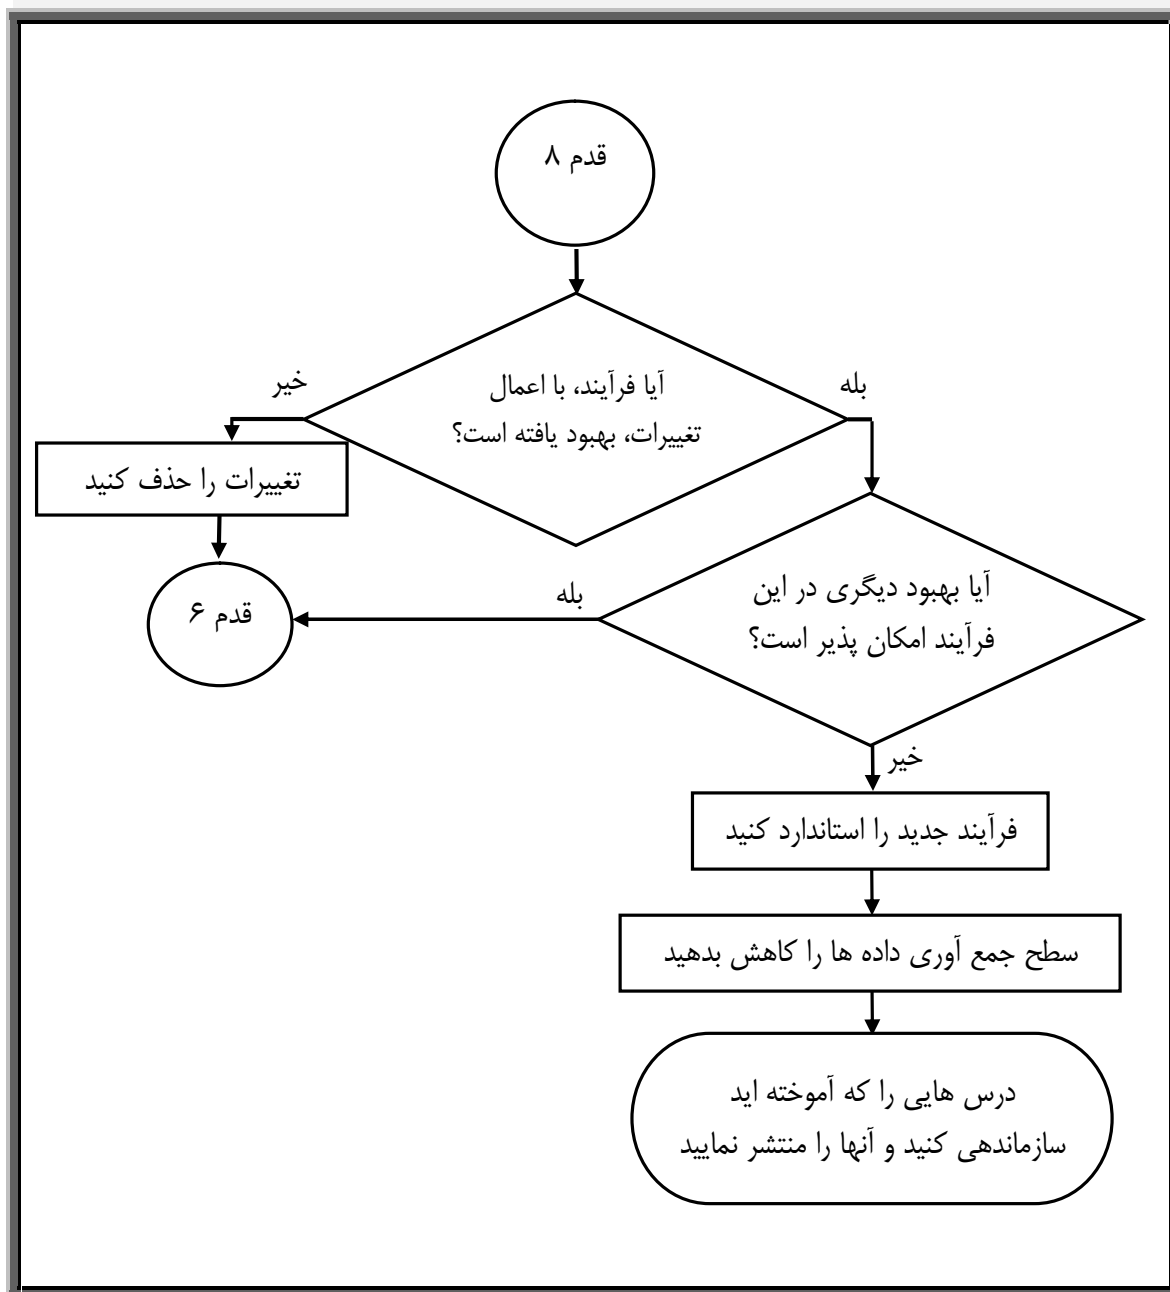 قدم ۸
آیا فرآیند، با اعمال
تغییرات، بهبود یافته است؟
بله
خیر
تغییرات را حذف کنید
قدم ۶
آیا بهبود دیگری در این
فرآیند امکان پذیر است؟
بله
خیر
فرآیند جدید را استاندارد کنید
سطح جمع آوری داده ها را کاهش بدهید
درس هایی را که آموخته اید
سازماندهی کنید و آنها را منتشر نمایید